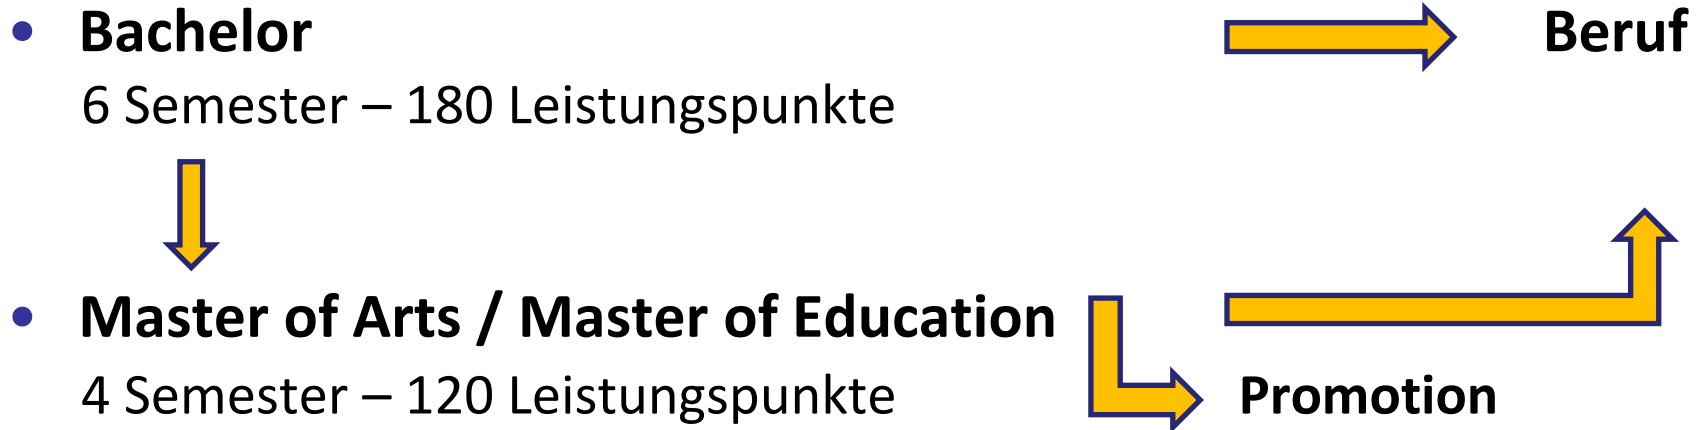 • Bachelor Beruf
6 Semester – 180 Leistungspunkte
• Master of Arts / Master of Education
4 Semester – 120 Leistungspunkte Promotion